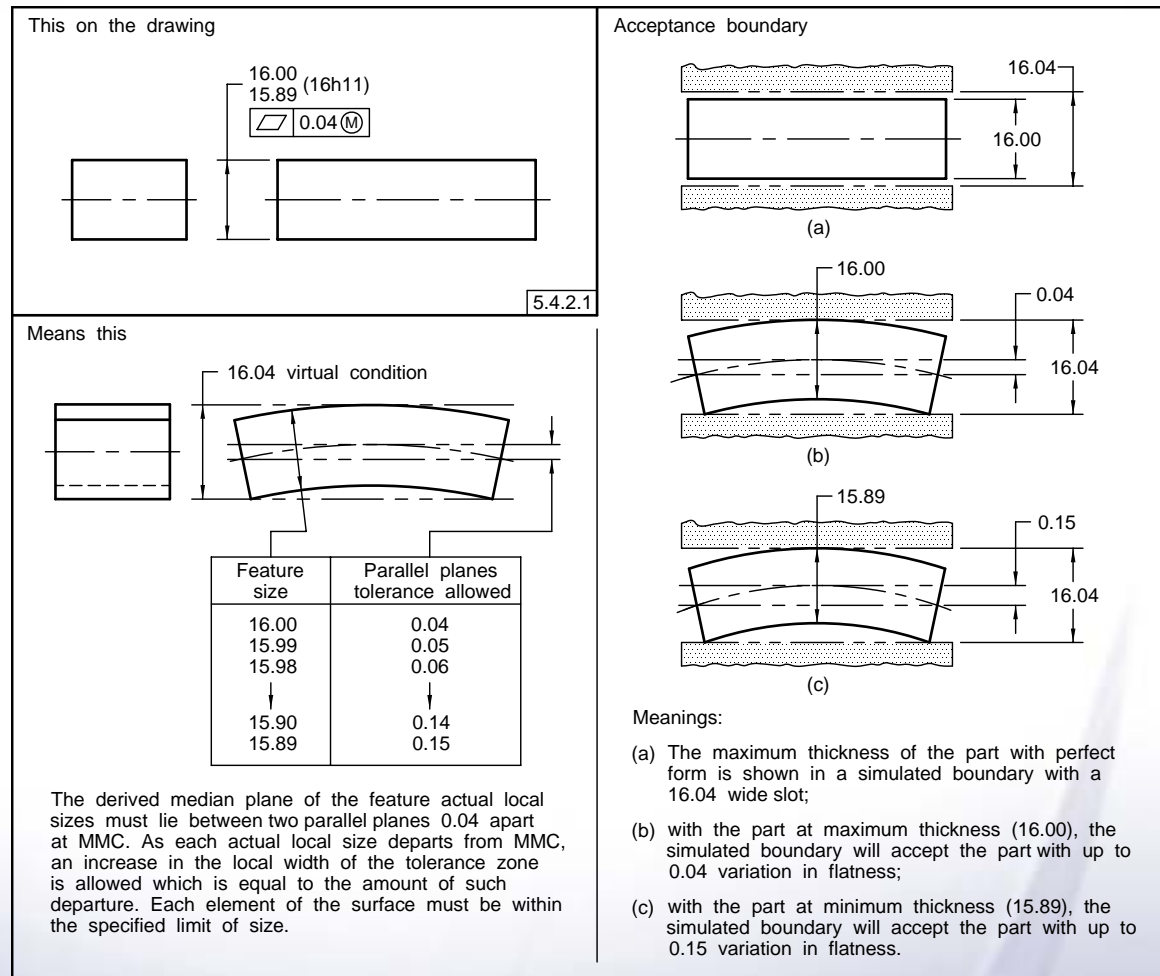 This on the drawing
16.00
15.89 (16h11)
0.04 Ⓜ
5.4.2.1
Means this
16.04 virtual condition
Feature size Parallel planes tolerance allowed
16.00 0.04
15.99 0.05
15.98 0.06
15.90 0.14
15.89 0.15
The derived median plane of the feature actual local
sizes must lie between two parallel planes 0.04 apart
at MMC. As each actual local size departs from MMC,
an increase in the local width of the tolerance zone
is allowed which is equal to the amount of such
departure. Each element of the surface must be within
the specified limit of size.
Acceptance boundary
16.04
16.00
(a)
16.00
0.04
16.04
(b)
15.89
0.15
16.04
(c)
Meanings:
(a) The maximum thickness of the part with perfect
form is shown in a simulated boundary with a
16.04 wide slot;
(b) with the part at maximum thickness (16.00), the
simulated boundary will accept the part with up to
0.04 variation in flatness;
(c) with the part at minimum thickness (15.89), the
simulated boundary will accept the part with up to
0.15 variation in flatness.